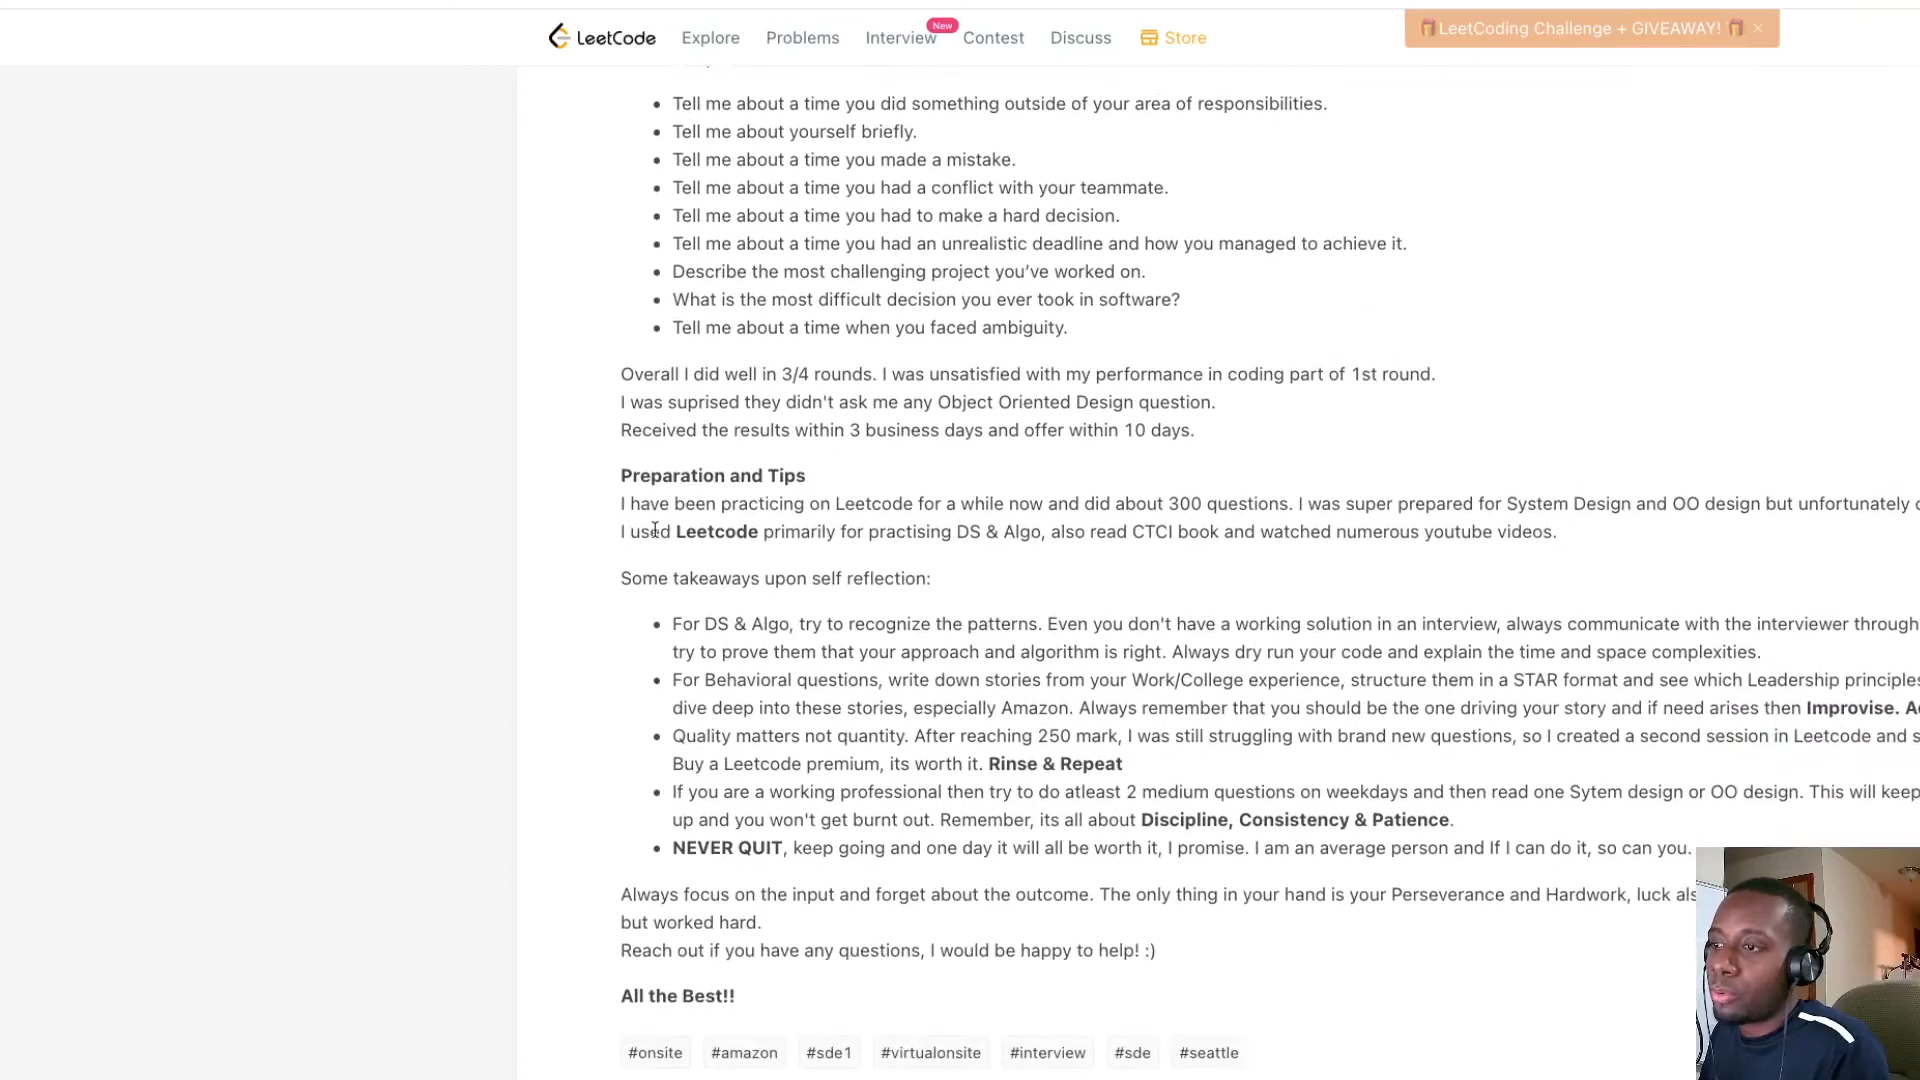 LeetCode Explore Problems Interview New Contest Discuss Store
🎁LeetCoding Challenge + GIVEAWAY! 🎁 ×
• Tell me about a time you did something outside of your area of responsibilities.
• Tell me about yourself briefly.
• Tell me about a time you made a mistake.
• Tell me about a time you had a conflict with your teammate.
• Tell me about a time you had to make a hard decision.
• Tell me about a time you had an unrealistic deadline and how you managed to achieve it.
• Describe the most challenging project you’ve worked on.
• What is the most difficult decision you ever took in software?
• Tell me about a time when you faced ambiguity.
Overall I did well in 3/4 rounds. I was unsatisfied with my performance in coding part of 1st round.
I was suprised they didn't ask me any Object Oriented Design question.
Received the results within 3 business days and offer within 10 days.
Preparation and Tips
I have been practicing on Leetcode for a while now and did about 300 questions. I was super prepared for System Design and OO design but unfortunately
I used Leetcode primarily for practising DS & Algo, also read CTCI book and watched numerous youtube videos.
Some takeaways upon self reflection:
• For DS & Algo, try to recognize the patterns. Even you don't have a working solution in an interview, always communicate with the interviewer through
try to prove them that your approach and algorithm is right. Always dry run your code and explain the time and space complexities.
• For Behavioral questions, write down stories from your Work/College experience, structure them in a STAR format and see which Leadership principles
dive deep into these stories, especially Amazon. Always remember that you should be the one driving your story and if need arises then Improvise.
• Quality matters not quantity. After reaching 250 mark, I was still struggling with brand new questions, so I created a second session in Leetcode and
Buy a Leetcode premium, its worth it. Rinse & Repeat
• If you are a working professional then try to do atleast 2 medium questions on weekdays and then read one Sytem design or OO design. This will keep
up and you won't get burnt out. Remember, its all about Discipline, Consistency & Patience.
• NEVER QUIT, keep going and one day it will all be worth it, I promise. I am an average person and If I can do it, so can you.
Always focus on the input and forget about the outcome. The only thing in your hand is your Perseverance and Hardwork, luck
but worked hard.
Reach out if you have any questions, I would be happy to help! :)
All the Best!!
#onsite #amazon #sde1 #virtualonsite #interview #sde #seattle